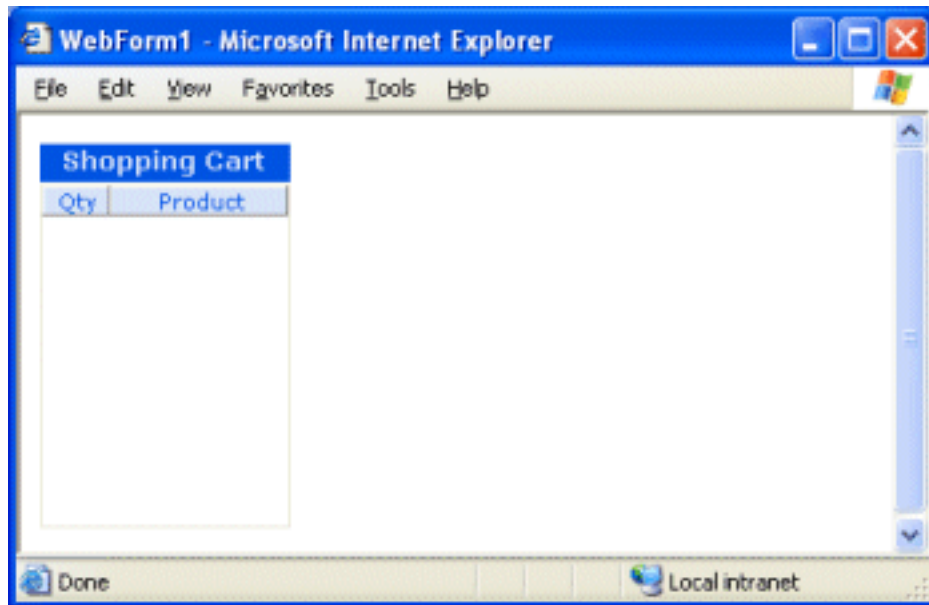 WebForm1 - Microsoft Internet Explorer
File Edit View Favorites Tools Help
Shopping Cart
Qty Product
Done Local intranet